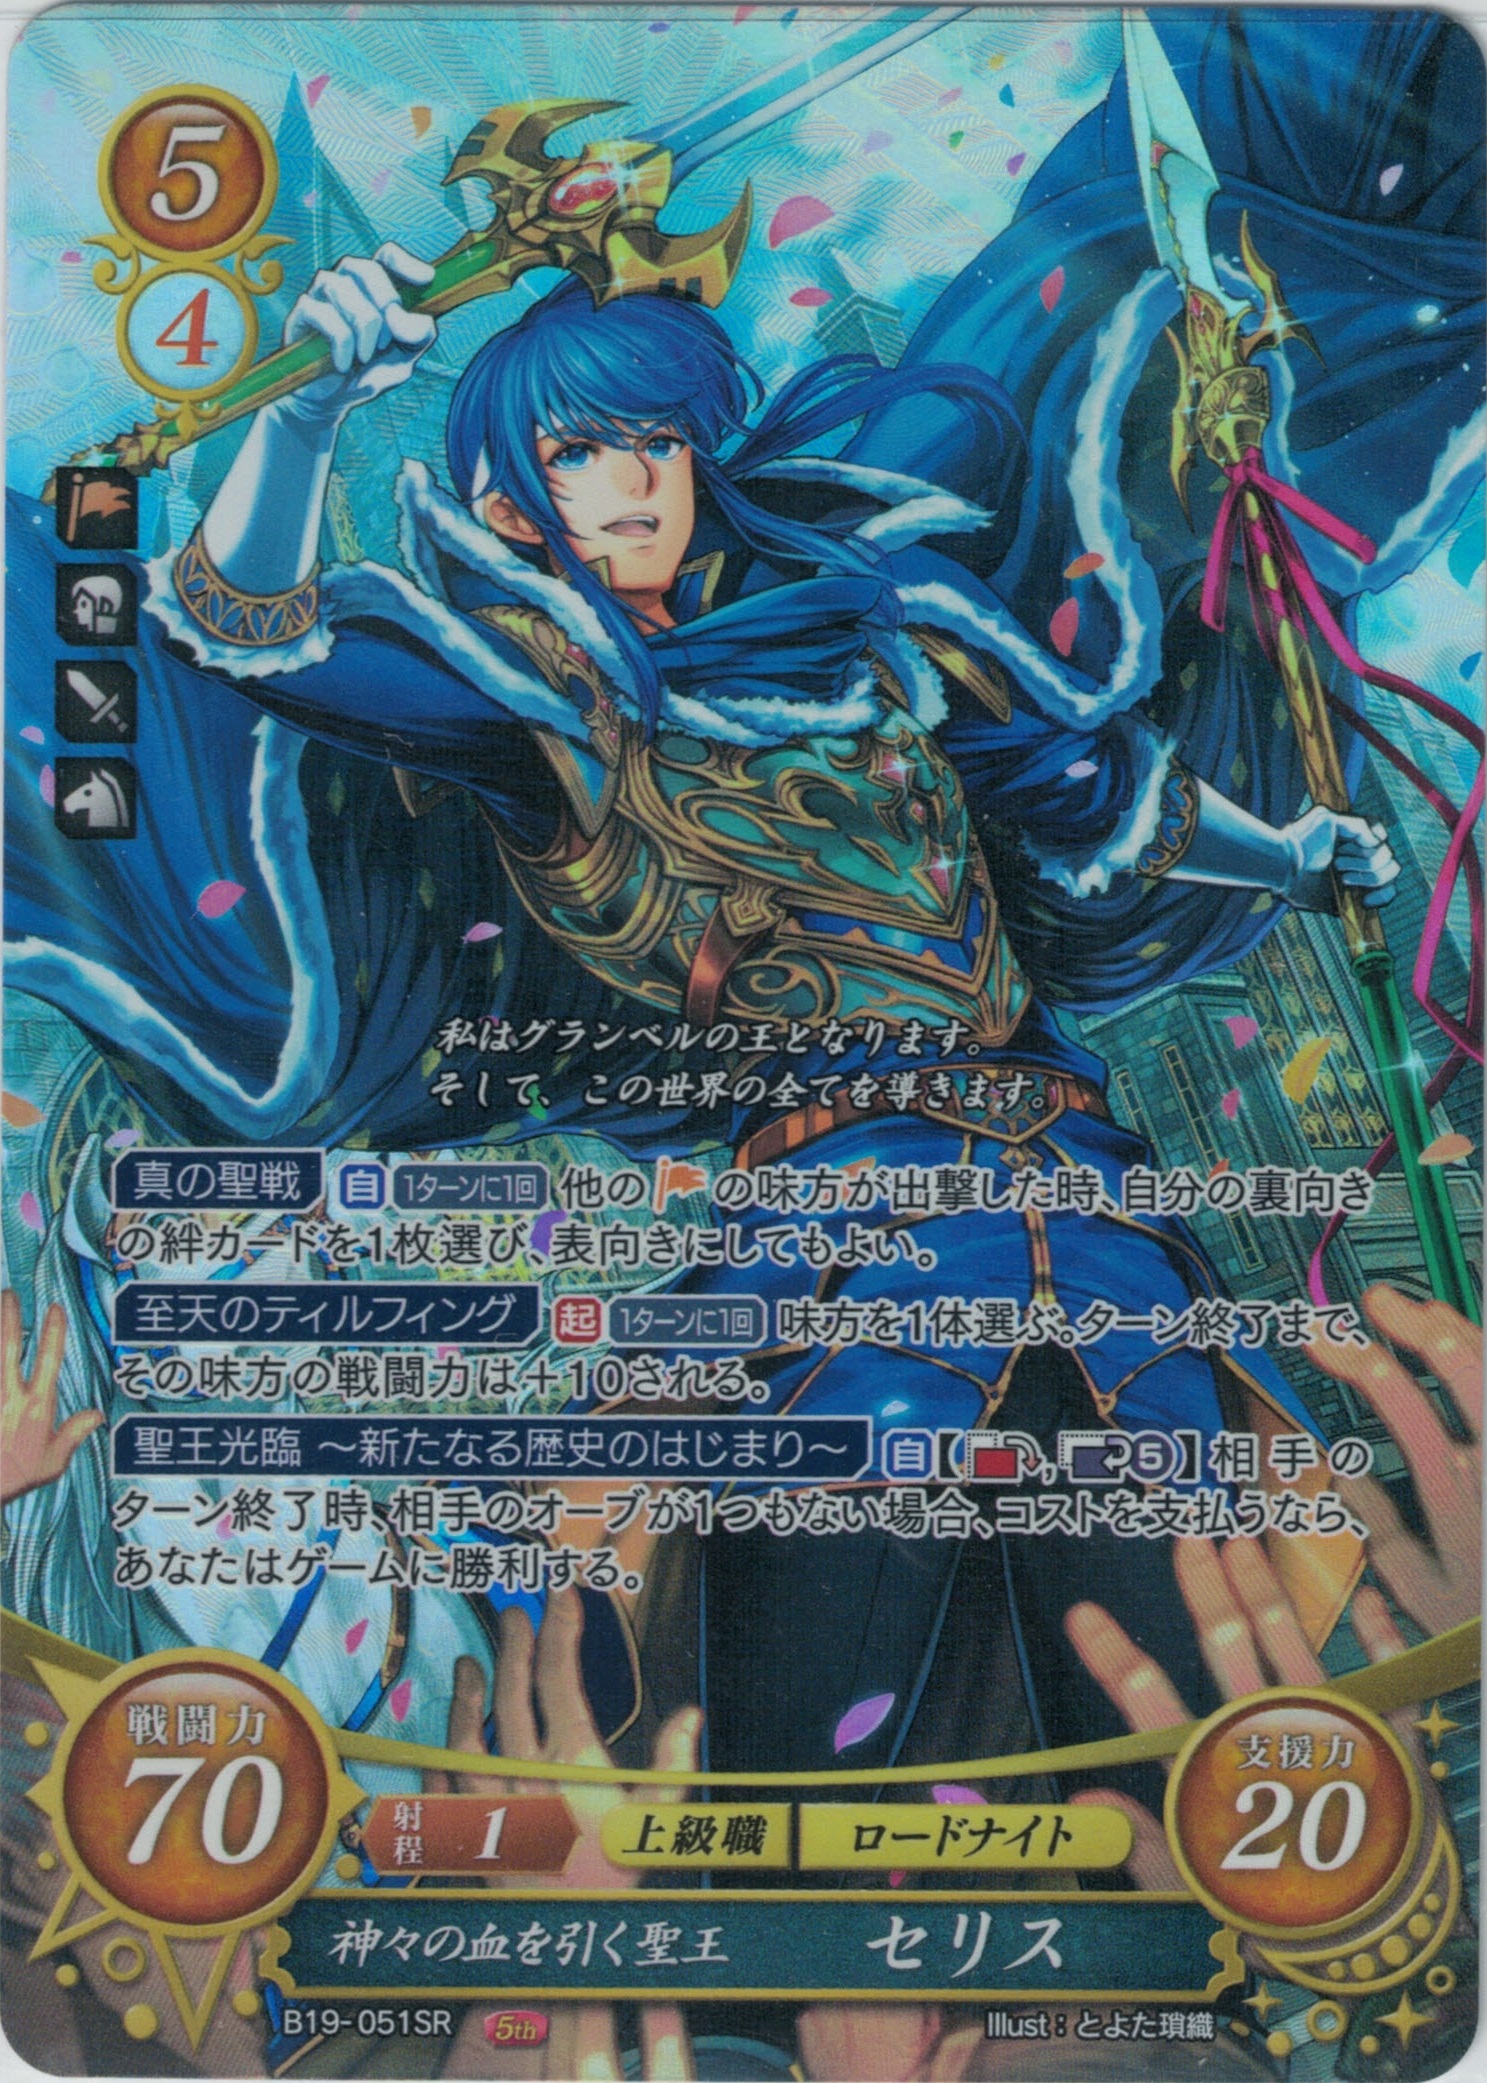 5
4
私はグランベルの王となります。
そして、この世界の全てを導きます。
真の聖戦 自 1ターンに1回 他の の味方が出撃した時、自分の裏向き
の絆カードを1枚選び、表向きにしてもよい。
至天のティルフィング 起 1ターンに1回 味方を1体選ぶ。ターン終了まで、
その味方の戦闘力は＋10される。
聖王光臨 ～新たなる歴史のはじまり～ 自【 , 5】相手の
ターン終了時、相手のオーブが1つもない場合、コストを支払うなら、
あなたはゲームに勝利する。
戦闘力
70
射程 1 上級職 ロードナイト
支援力
20
神々の血を引く聖王 セリス
B19-051SR 5th Illust：とよた瑣織